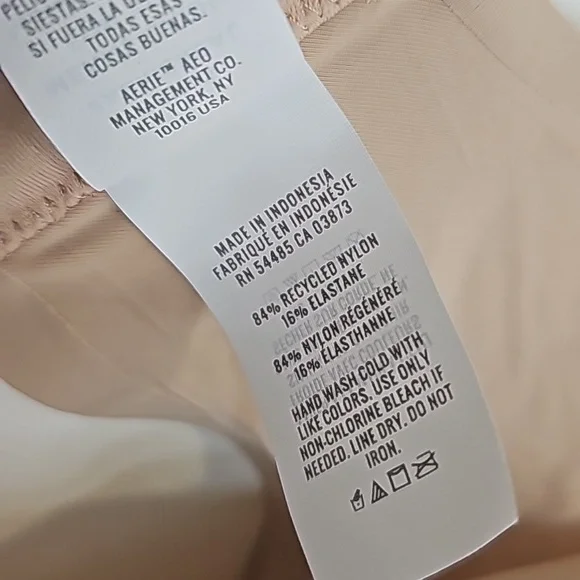 SIESTAS.
SI FUERA LA
TODAS ESAS
COSAS BUENAS.
AERIE™ AEO
MANAGEMENT CO.
NEW YORK, NY
10016 USA
MADE IN INDONESIA
FABRIQUÉ EN INDONÉSIE
RN 54485 CA 03873
84% RECYCLED NYLON
16% ELASTANE
84% NYLON RÉGÉNÉRÉ
16% ÉLASTHANNE
HAND WASH COLD WITH
LIKE COLORS. USE ONLY
NON-CHLORINE BLEACH IF
NEEDED. LINE DRY. DO NOT
IRON.